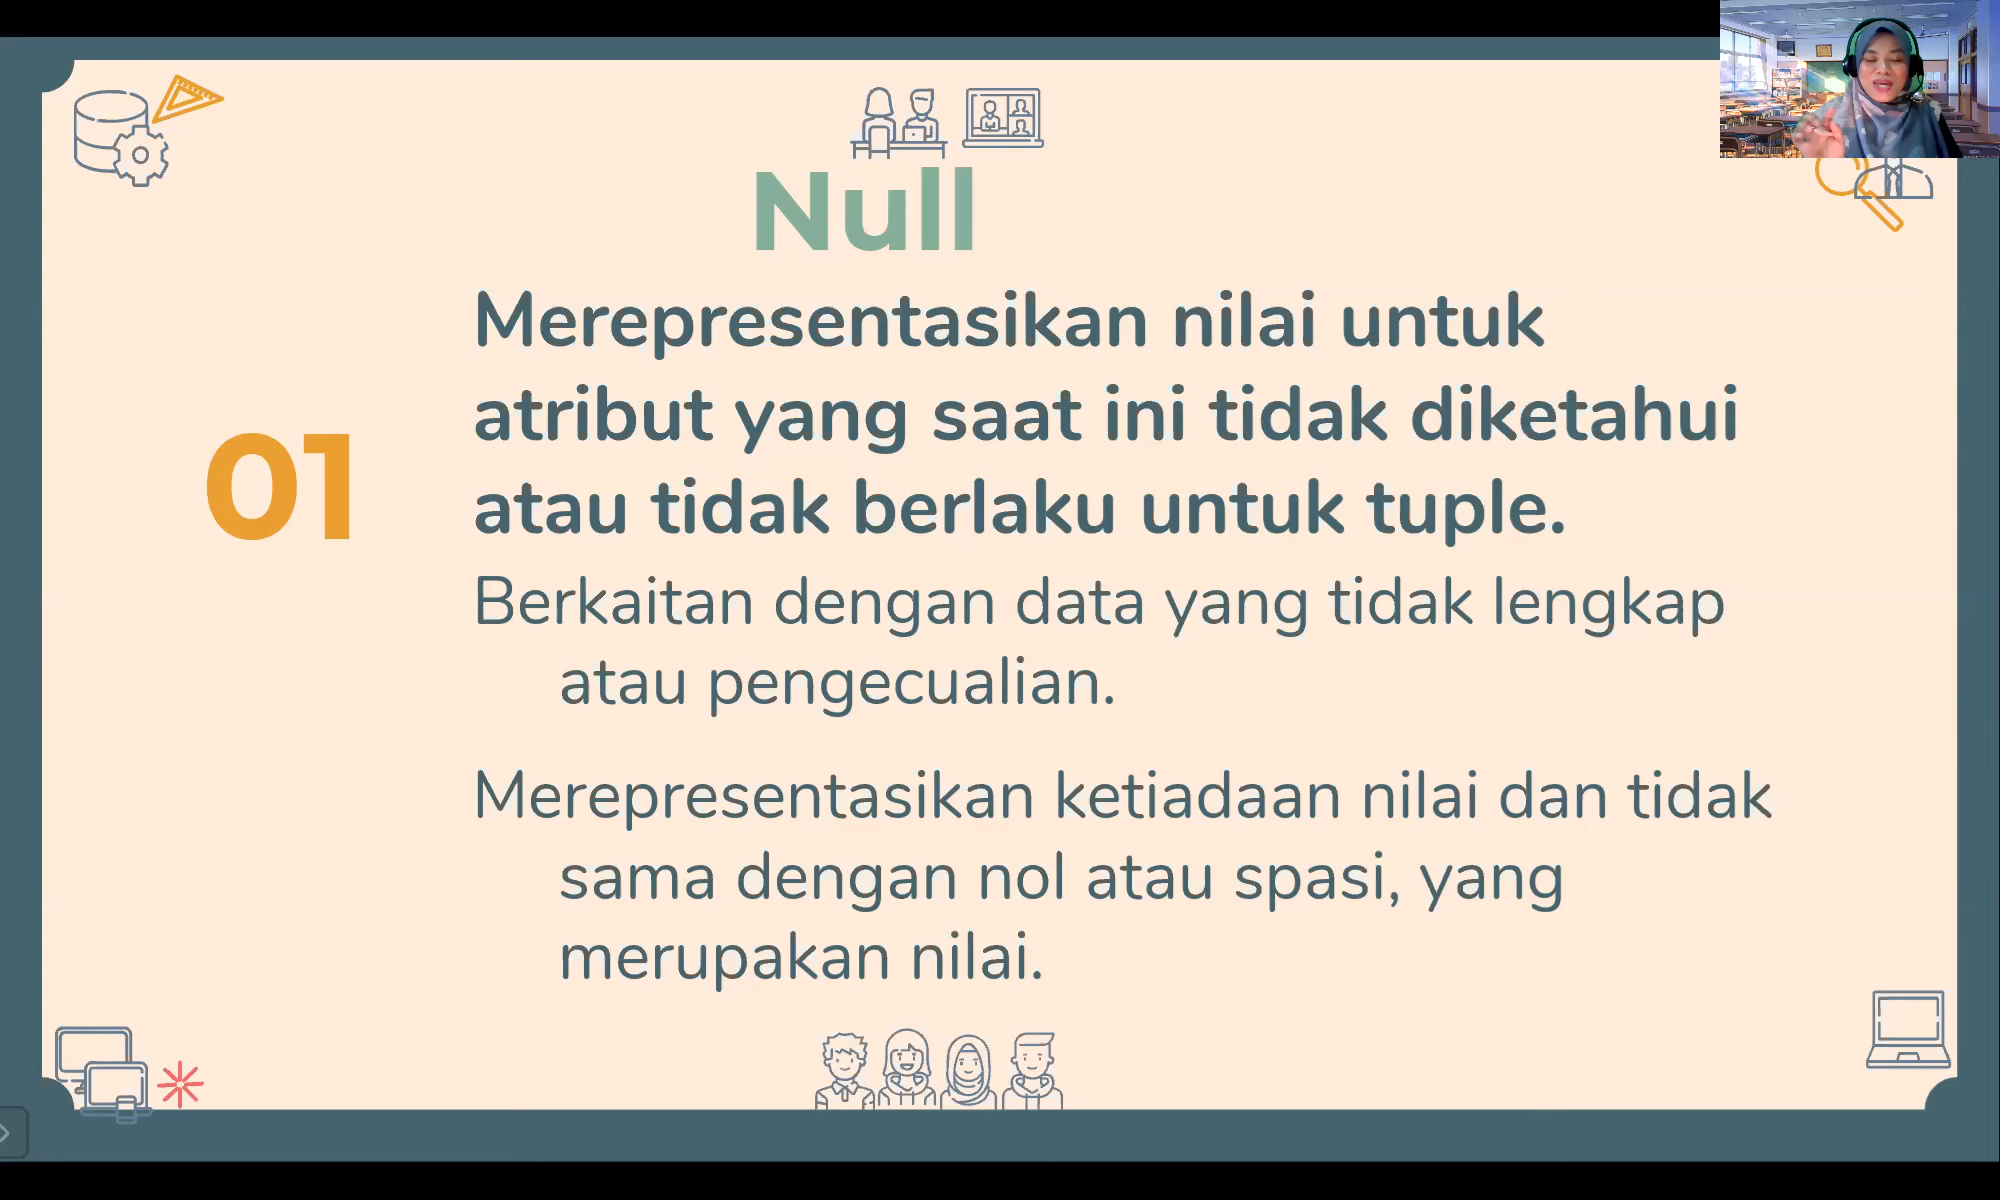 Null
01
Merepresentasikan nilai untuk
atribut yang saat ini tidak diketahui
atau tidak berlaku untuk tuple.
Berkaitan dengan data yang tidak lengkap
atau pengecualian.
Merepresentasikan ketiadaan nilai dan tidak
sama dengan nol atau spasi, yang
merupakan nilai.